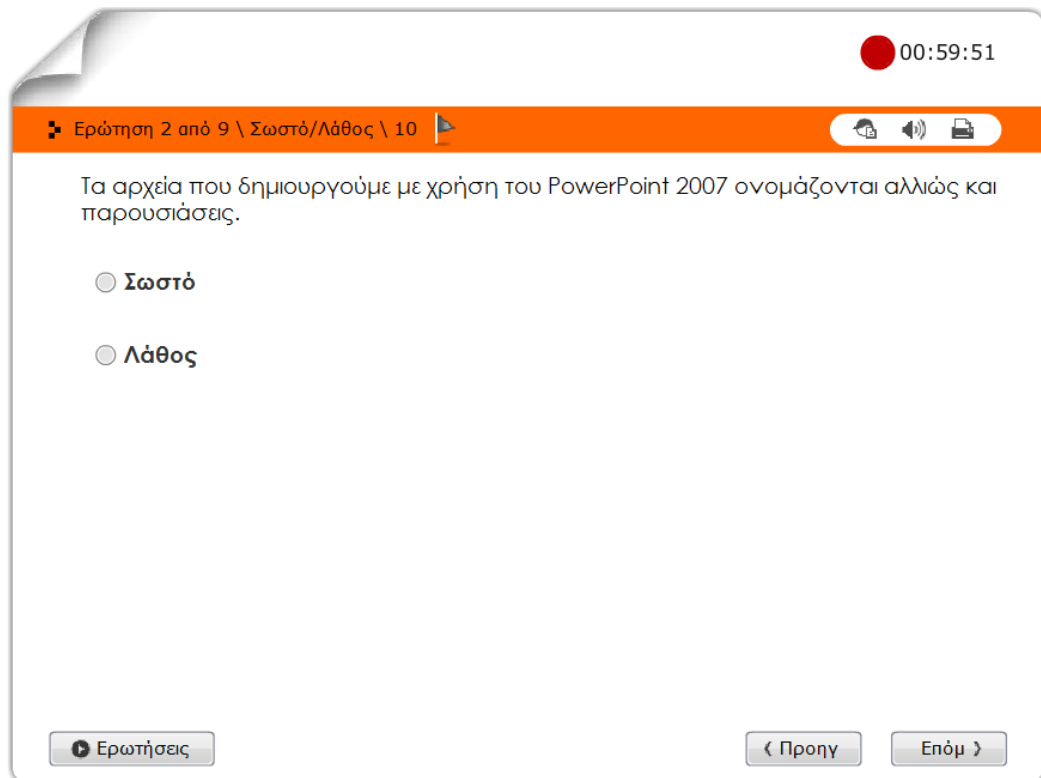 00:59:51
Ερώτηση 2 από 9 \ Σωστό/Λάθος \ 10
Τα αρχεία που δημιουργούμε με χρήση του PowerPoint 2007 ονομάζονται αλλιώς και
παρουσιάσεις.
Σωστό
Λάθος
Ερωτήσεις
⟨ Προηγ
Επόμ ⟩